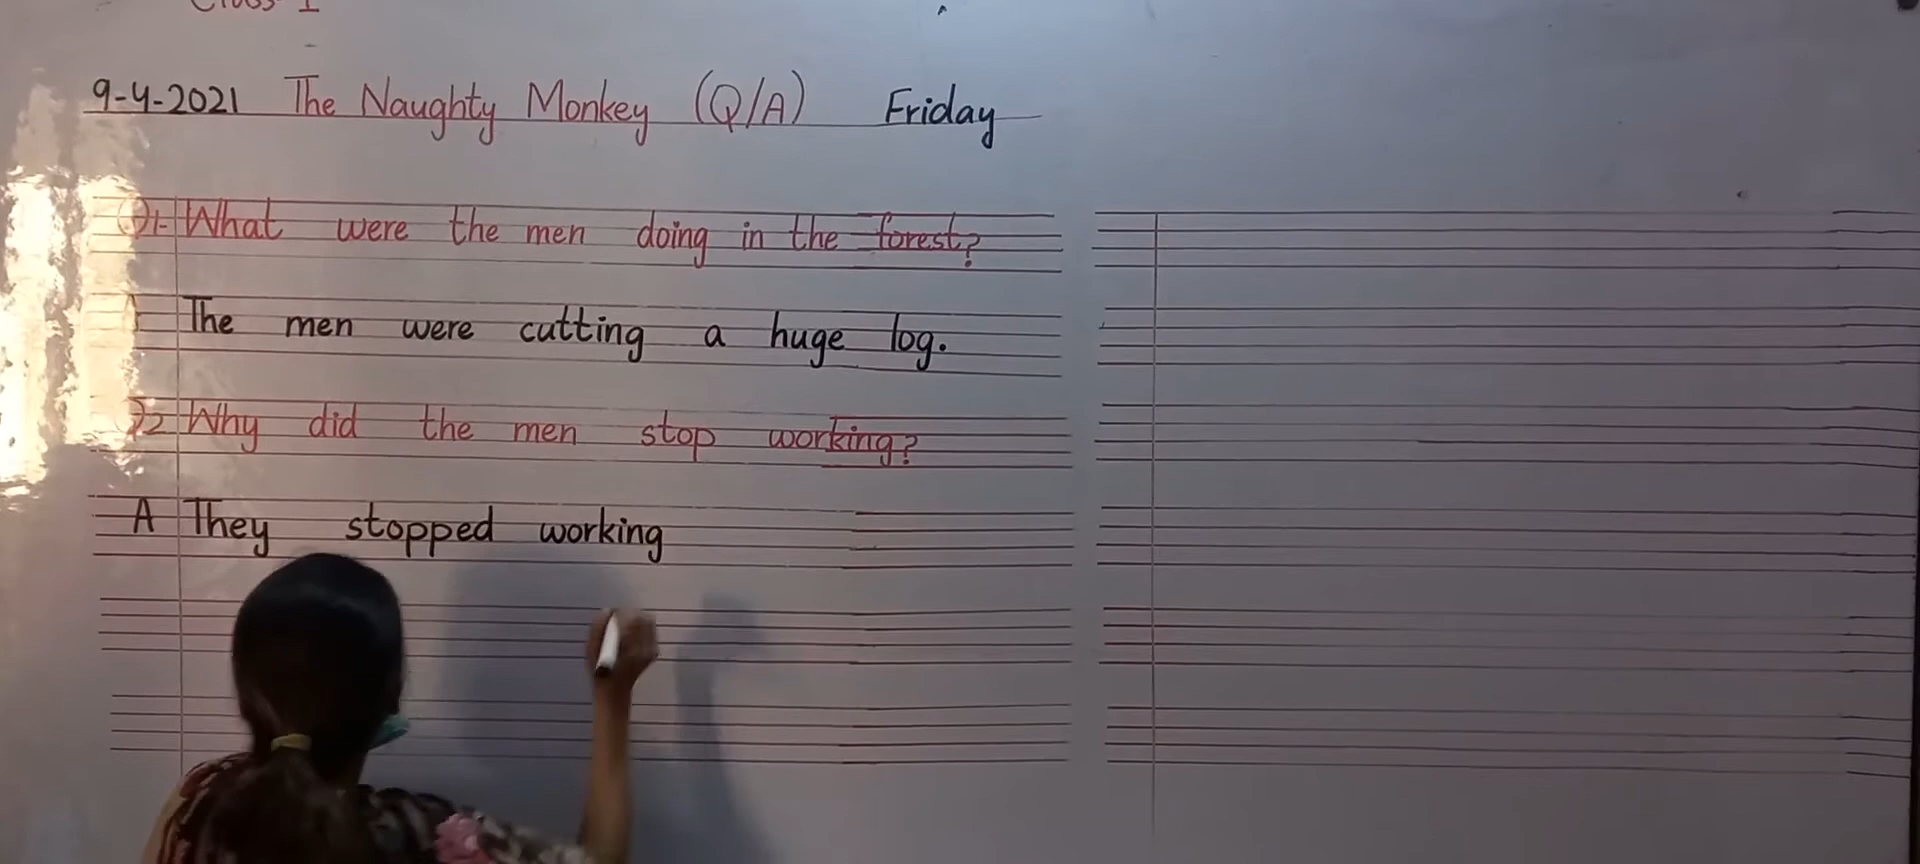 Class I
9-4-2021 The Naughty Monkey (Q/A) Friday
Q1- What were the men doing in the forest?
A The men were cutting a huge log.
Q2 Why did the men stop working?
A They stopped working